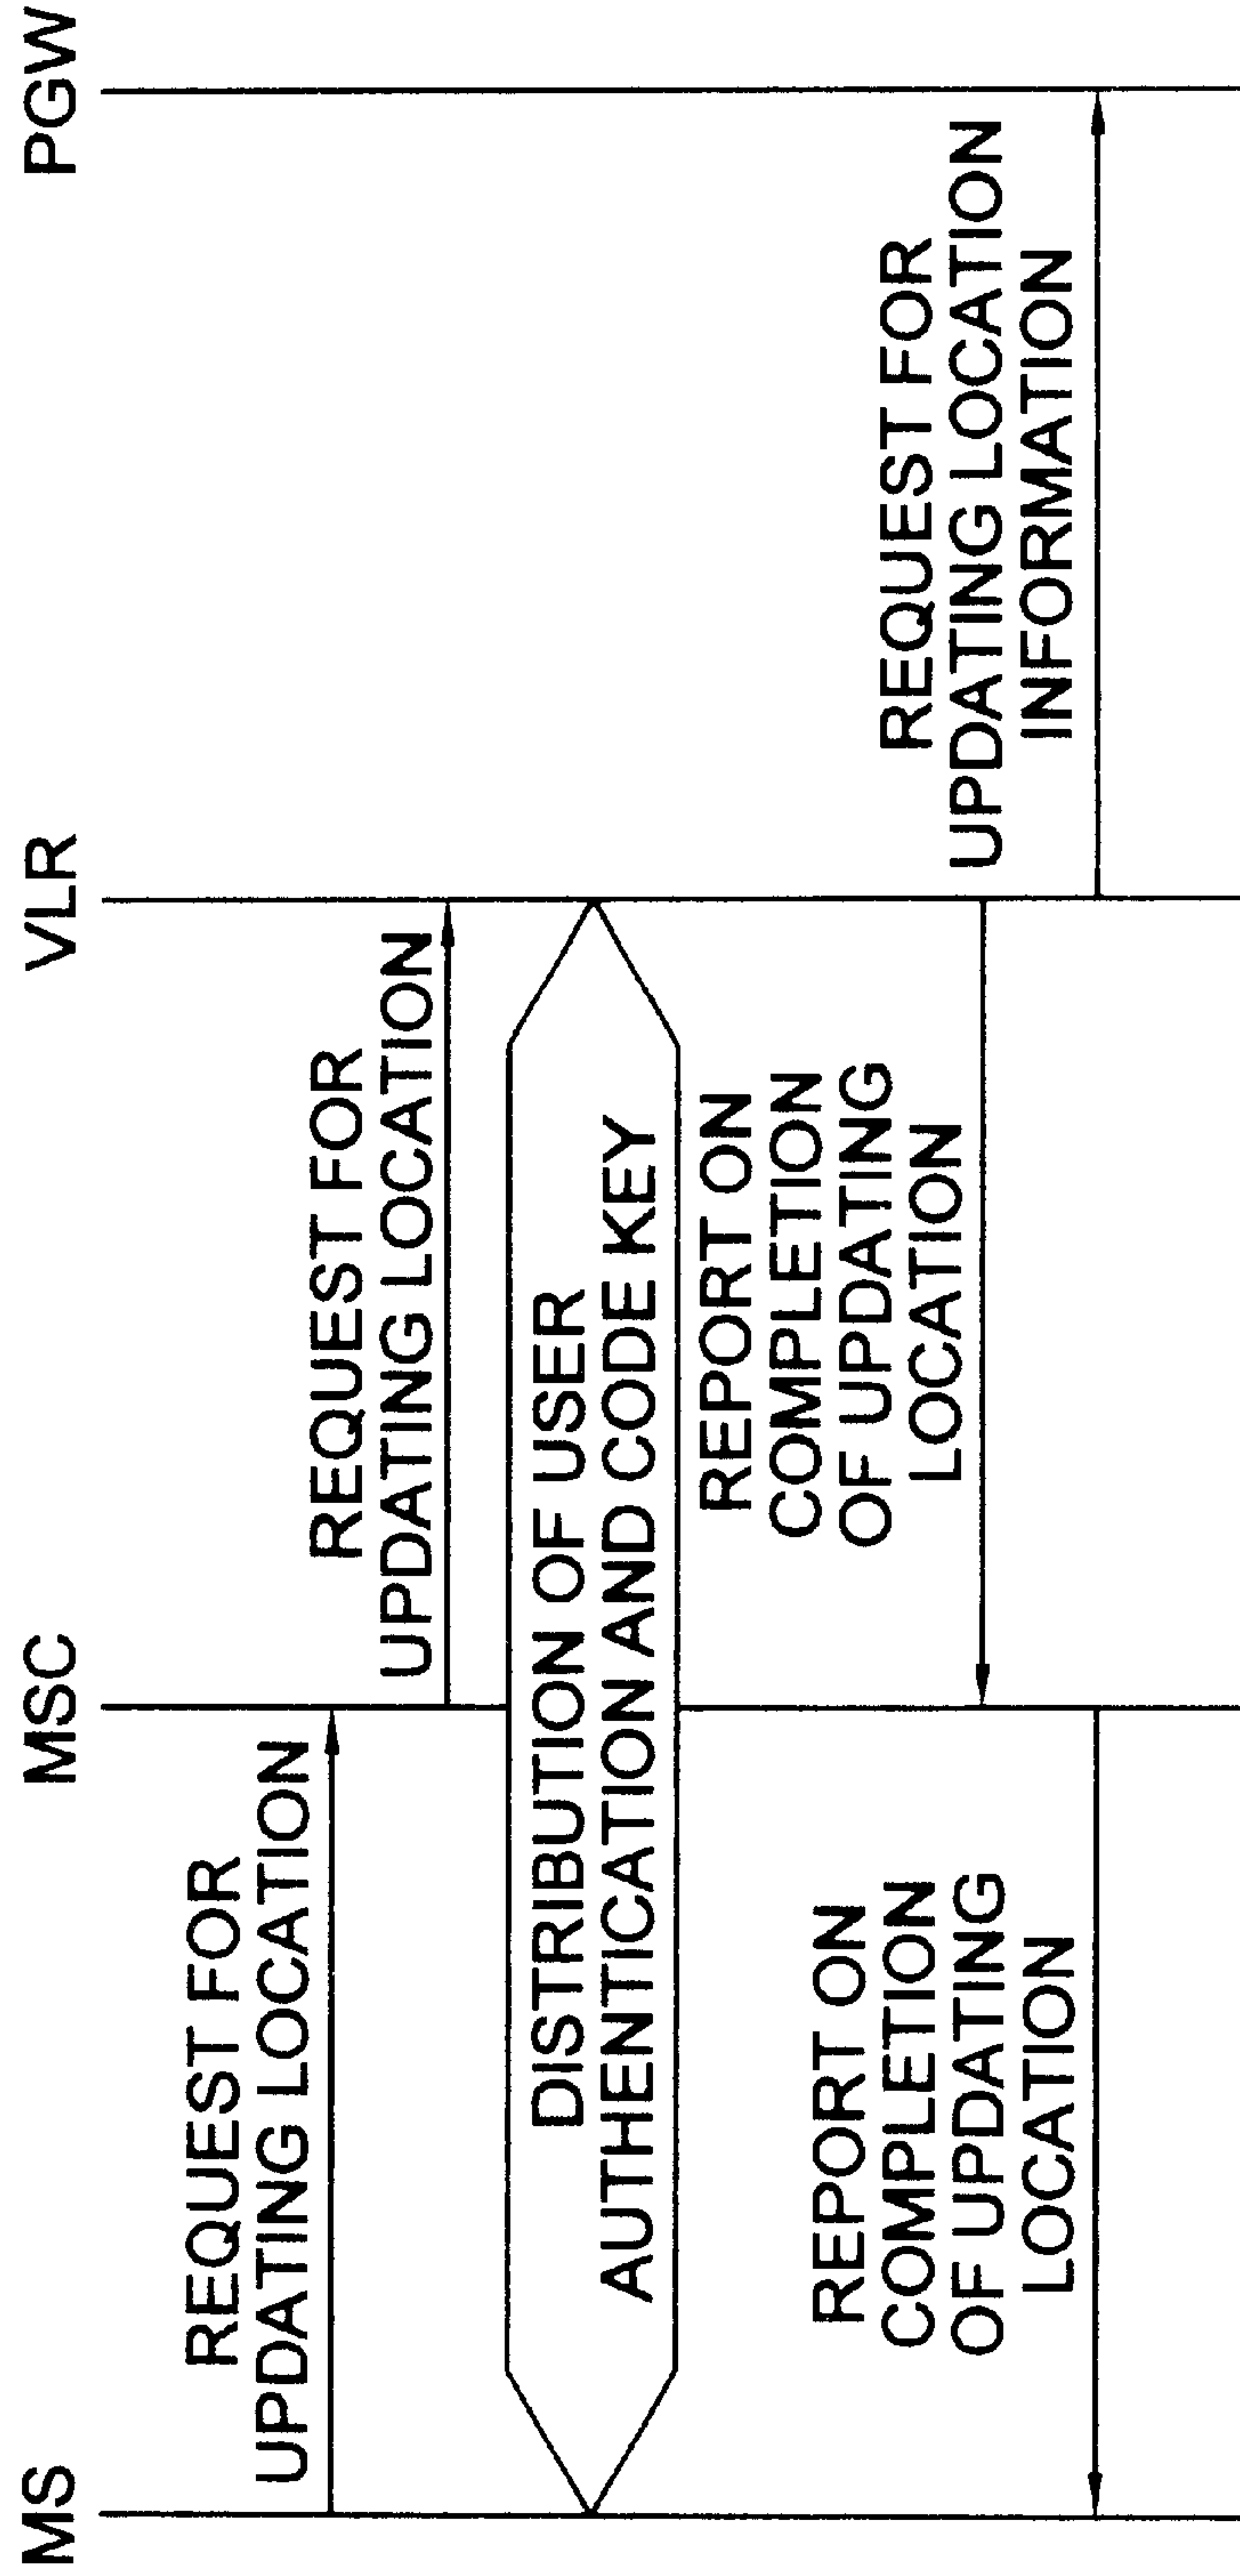 MS
MSC
VLR
PGW
REQUEST FOR
UPDATING LOCATION
REQUEST FOR
UPDATING LOCATION
DISTRIBUTION OF USER
AUTHENTICATION AND CODE KEY
REPORT ON
COMPLETION
OF UPDATING
LOCATION
REPORT ON
COMPLETION
OF UPDATING
LOCATION
REQUEST FOR
UPDATING LOCATION
INFORMATION